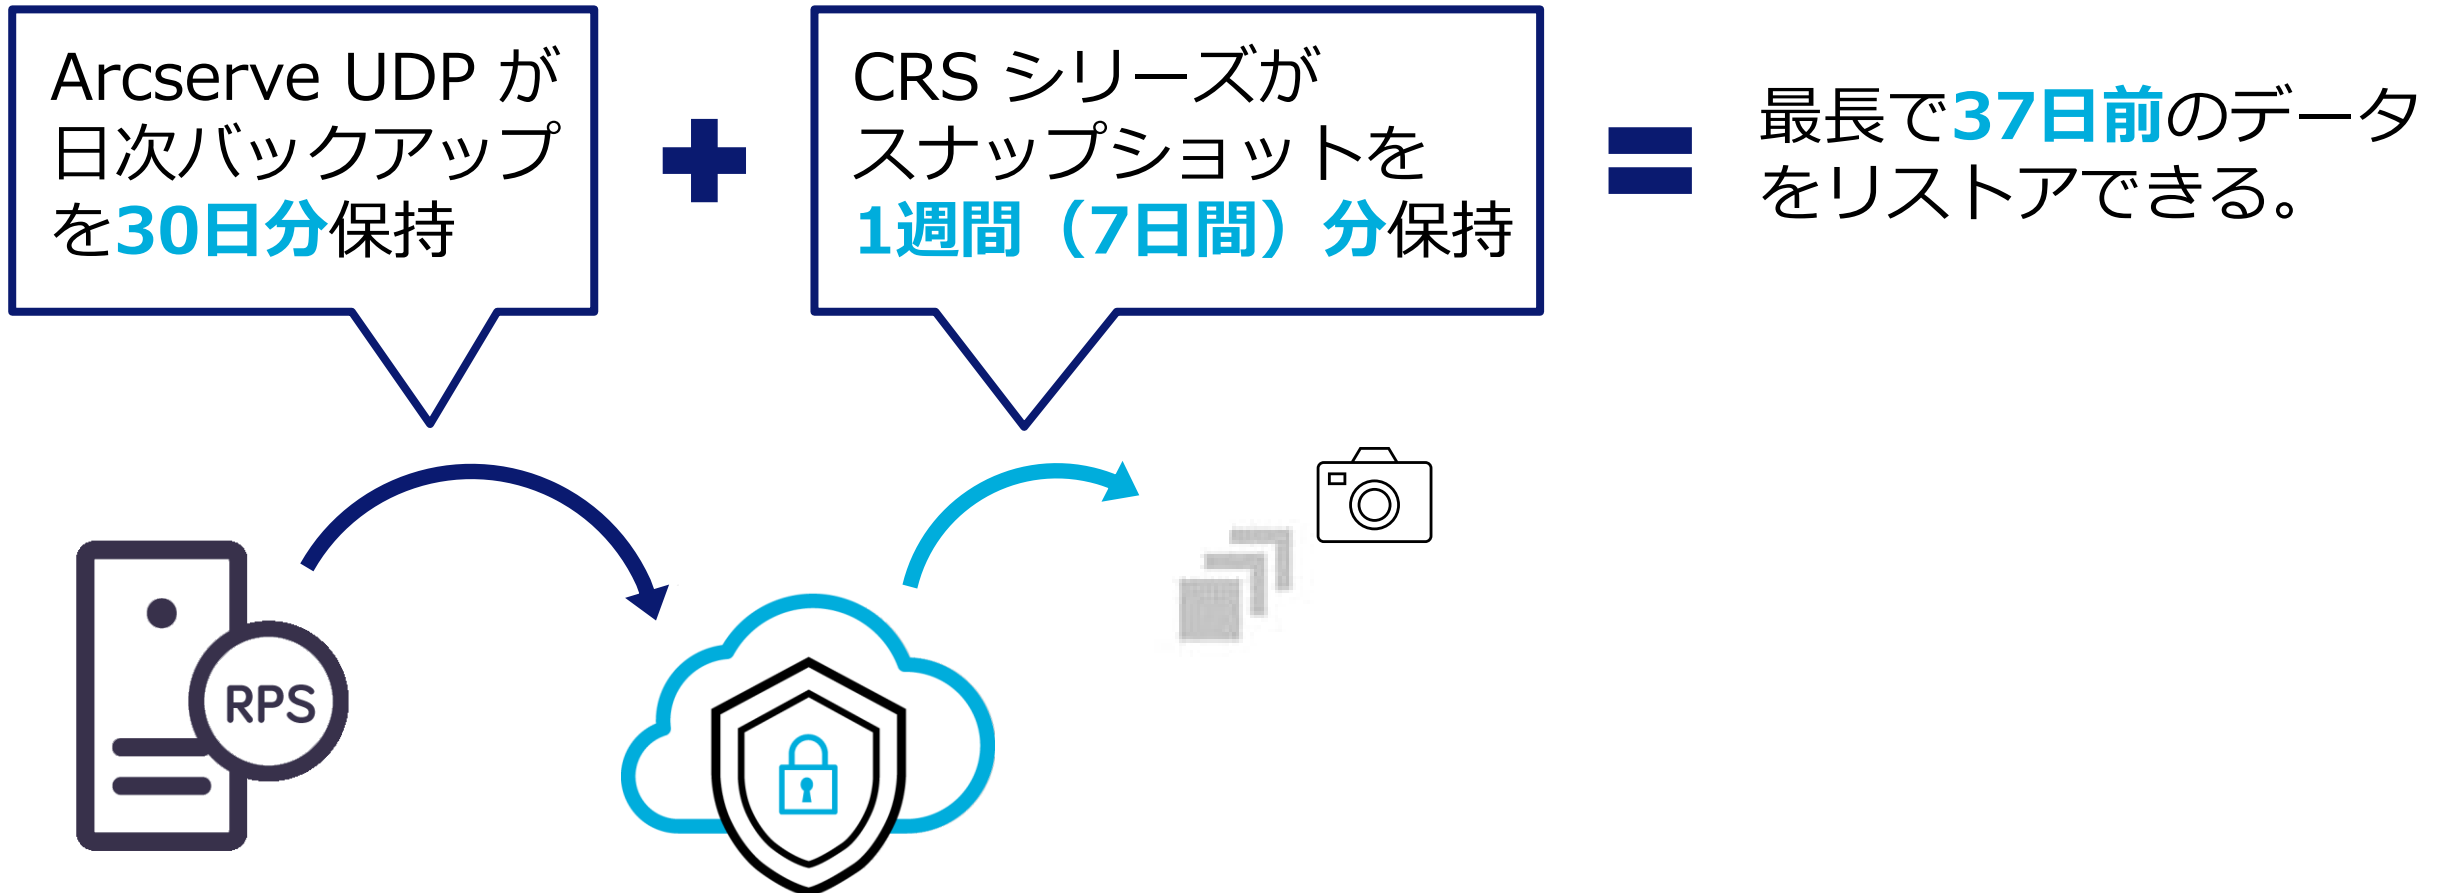 Arcserve UDP が
日次バックアップ
を30日分保持
CRS シリーズが
スナップショットを
1週間（7日間）分保持
最長で37日前のデータ
をリストアできる。
RPS